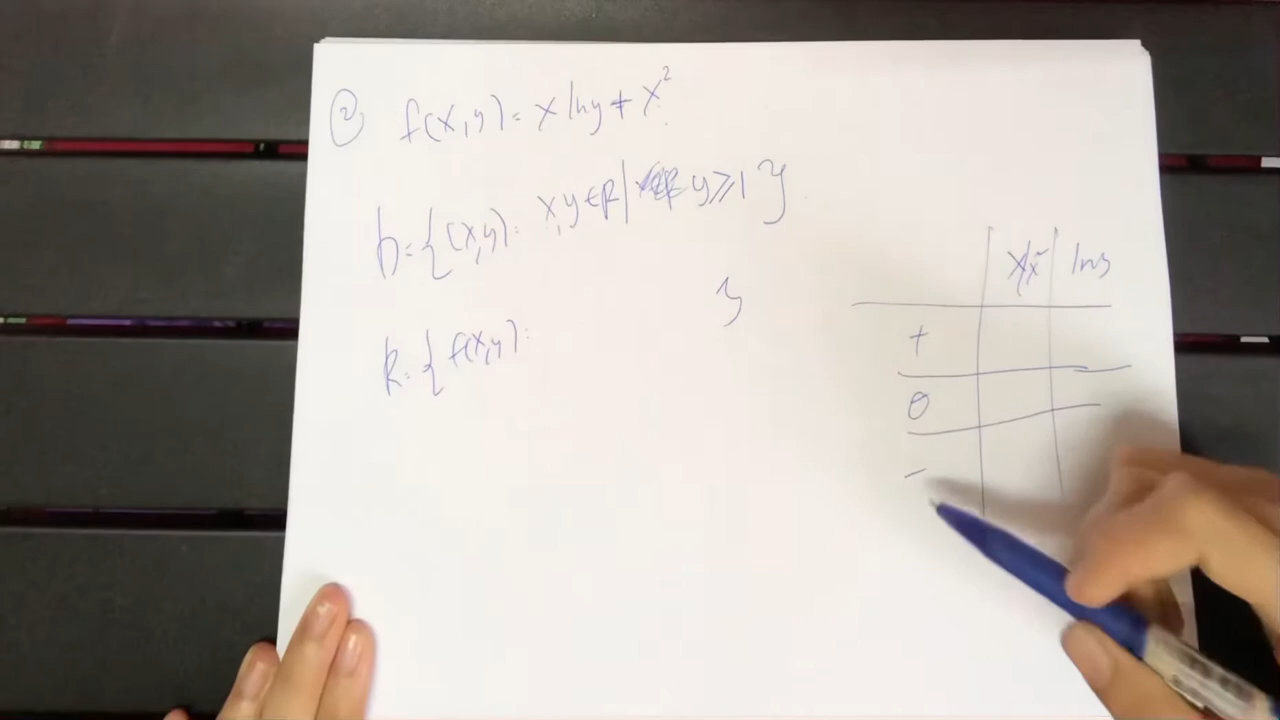 ② f(x,y) = x lny + x²
D = {(x,y): x,y ∈ R | y ≥ 1}
}
R = {f(x,y):
x/x² lny
+
0
-